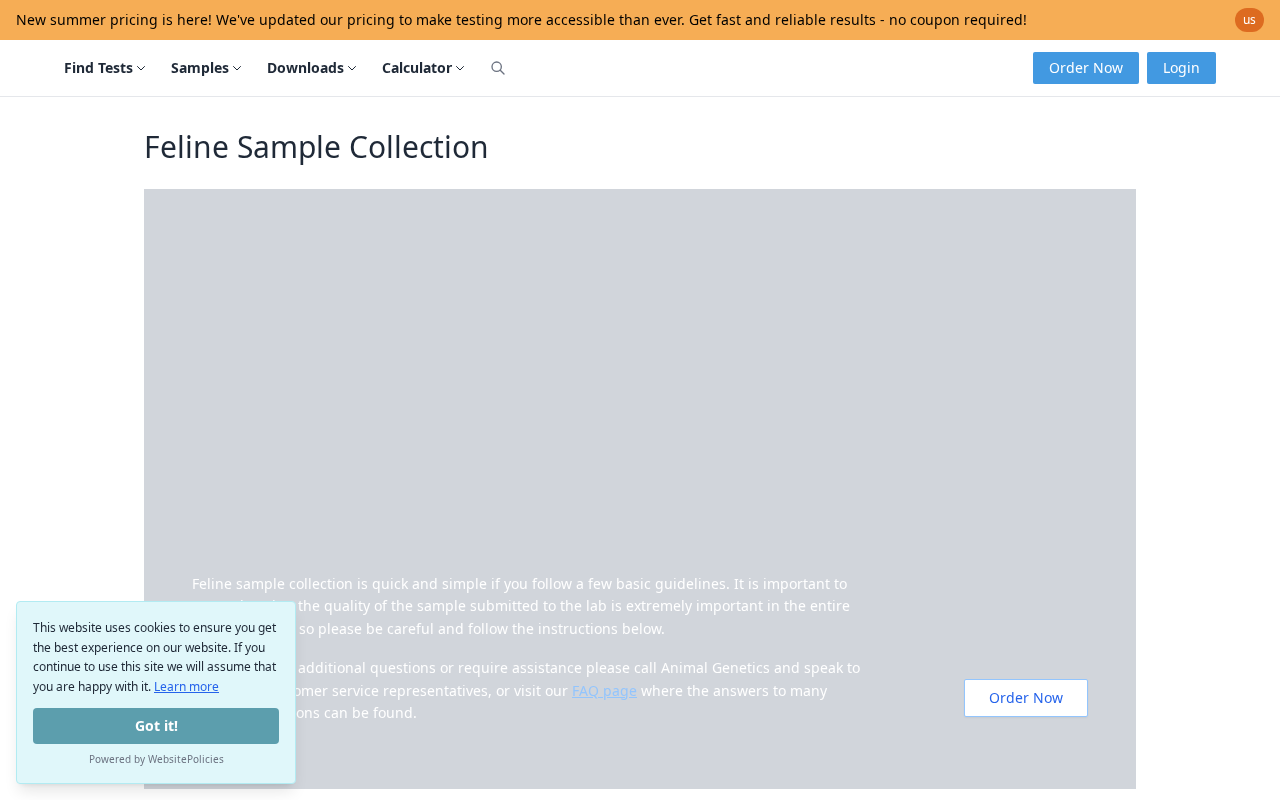 New summer pricing is here! We've updated our pricing to make testing more accessible than ever. Get fast and reliable results - no coupon required!
us
Find Tests
Samples
Downloads
Calculator
Order Now
Login
Feline Sample Collection
Feline sample collection is quick and simple if you follow a few basic guidelines. It is important to
the quality of the sample submitted to the lab is extremely important in the entire
so please be careful and follow the instructions below.
additional questions or require assistance please call Animal Genetics and speak to
customer service representatives, or visit our FAQ page where the answers to many
can be found.
Order Now
This website uses cookies to ensure you get
the best experience on our website. If you
continue to use this site we will assume that
you are happy with it. Learn more
Got it!
Powered by WebsitePolicies